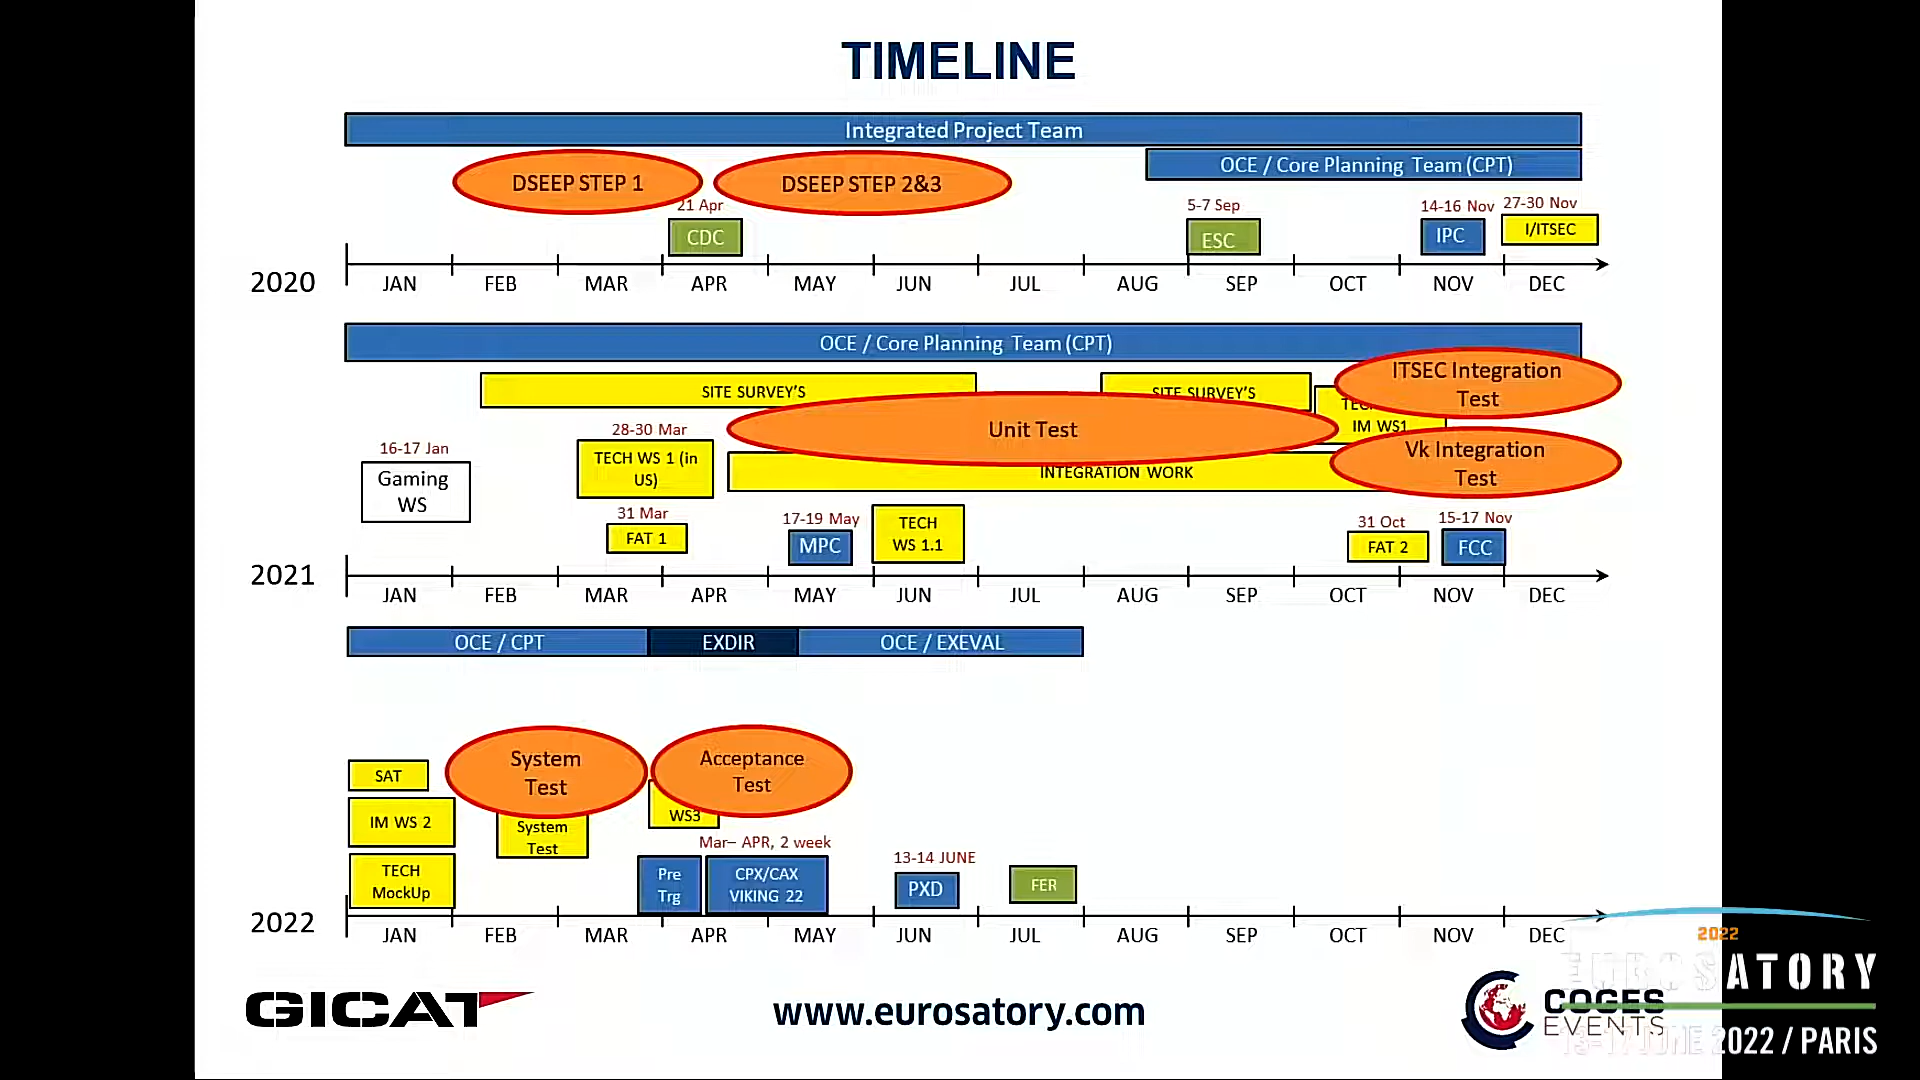 TIMELINE
Integrated Project Team
OCE / Core Planning Team (CPT)
DSEEP STEP 1
DSEEP STEP 2&3
21 Apr
5-7 Sep
14-16 Nov
27-30 Nov
CDC
ESC
IPC
I/ITSEC
2020
JAN FEB MAR APR MAY JUN JUL AUG SEP OCT NOV DEC
OCE / Core Planning Team (CPT)
ITSEC Integration
Test
SITE SURVEY'S
SITE SURVEY'S
IM WS1
Unit Test
Vk Integration
Test
28-30 Mar
TECH WS 1 (in
US)
INTEGRATION WORK
16-17 Jan
Gaming
WS
31 Mar
FAT 1
17-19 May
MPC
TECH
WS 1.1
31 Oct
FAT 2
15-17 Nov
FCC
2021
JAN FEB MAR APR MAY JUN JUL AUG SEP OCT NOV DEC
OCE / CPT
EXDIR
OCE / EXEVAL
System
Test
Acceptance
Test
SAT
IM WS 2
TECH
MockUp
System
Test
WS3
Mar– APR, 2 week
Pre
Trg
CPX/CAX
VIKING 22
13-14 JUNE
PXD
FER
2022
JAN FEB MAR APR MAY JUN JUL AUG SEP OCT NOV DEC
GICAT
www.eurosatory.com
COGES
EVENTS
2022
EUROSATORY
13-17 JUNE 2022 / PARIS